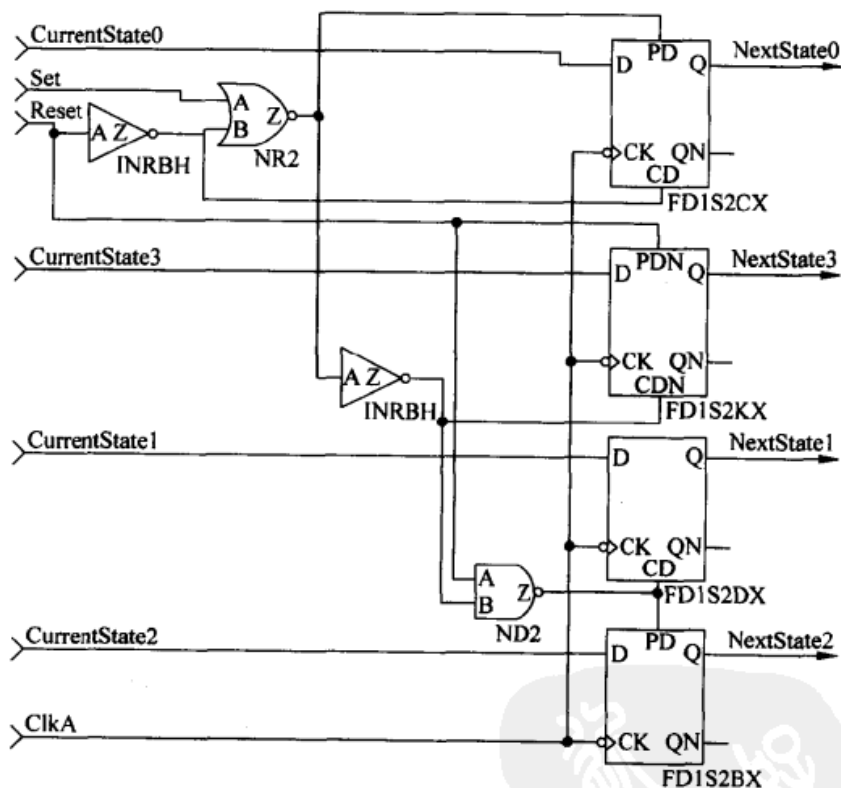 CurrentState0
PD
NextState0
D
Q
Set
A
Z
Reset
B
A Z
CK QN
INRBH
NR2
CD
FD1S2CX
CurrentState3
PDN
NextState3
D
Q
A Z
CK QN
INRBH
CDN
FD1S2KX
CurrentState1
NextState1
D
Q
CK QN
A
Z
CD
B
FD1S2DX
ND2
CurrentState2
PD
NextState2
D
Q
ClkA
CK QN
FD1S2BX